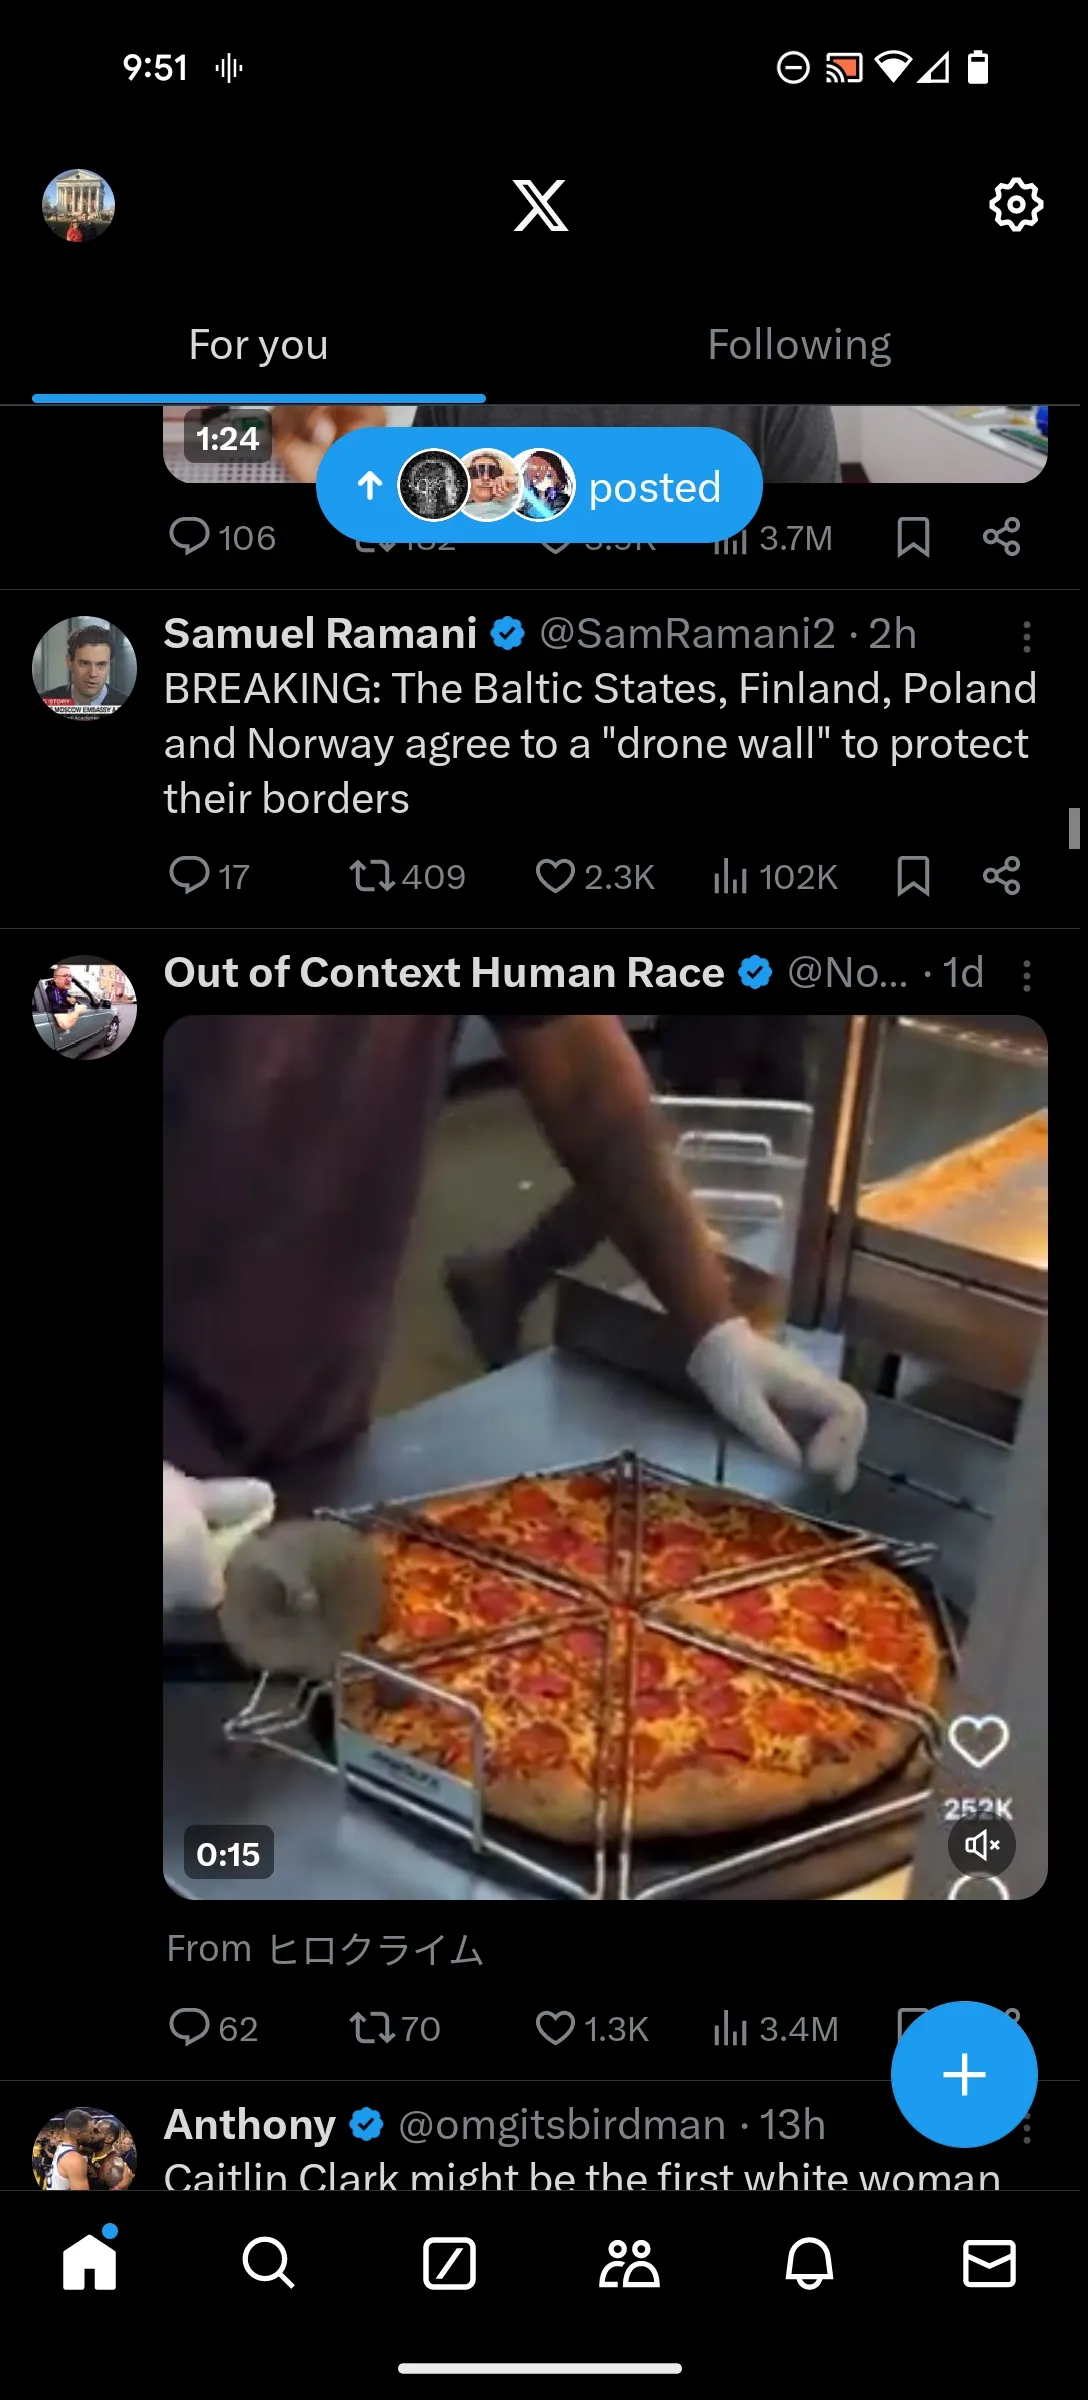 9:51
For you
Following
1:24
posted
106
3.7M
Samuel Ramani @SamRamani2 · 2h
BREAKING: The Baltic States, Finland, Poland
and Norway agree to a "drone wall" to protect
their borders
17
409
2.3K
102K
Out of Context Human Race @No... · 1d
252K
0:15
From ヒロクライム
62
70
1.3K
3.4M
Anthony @omgitsbirdman · 13h
Caitlin Clark might be the first white woman